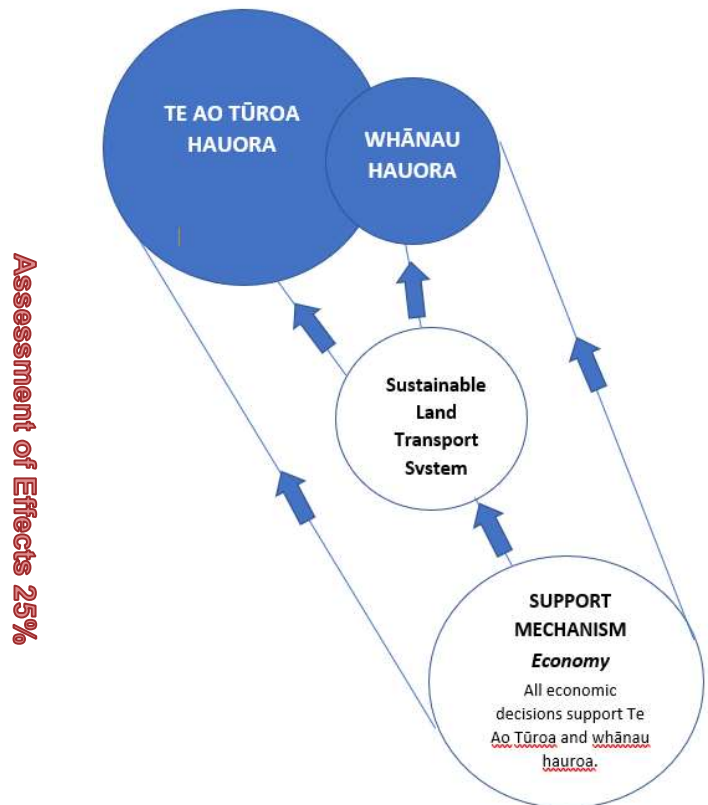 TE AO TŪROA
HAUORA
WHĀNAU
HAUORA
Assessment of Effects 25%
Sustainable
Land
Transport
Svstem
SUPPORT
MECHANISM
Economy
All economic
decisions support Te
Ao Tūroa and whānau
hauroa.